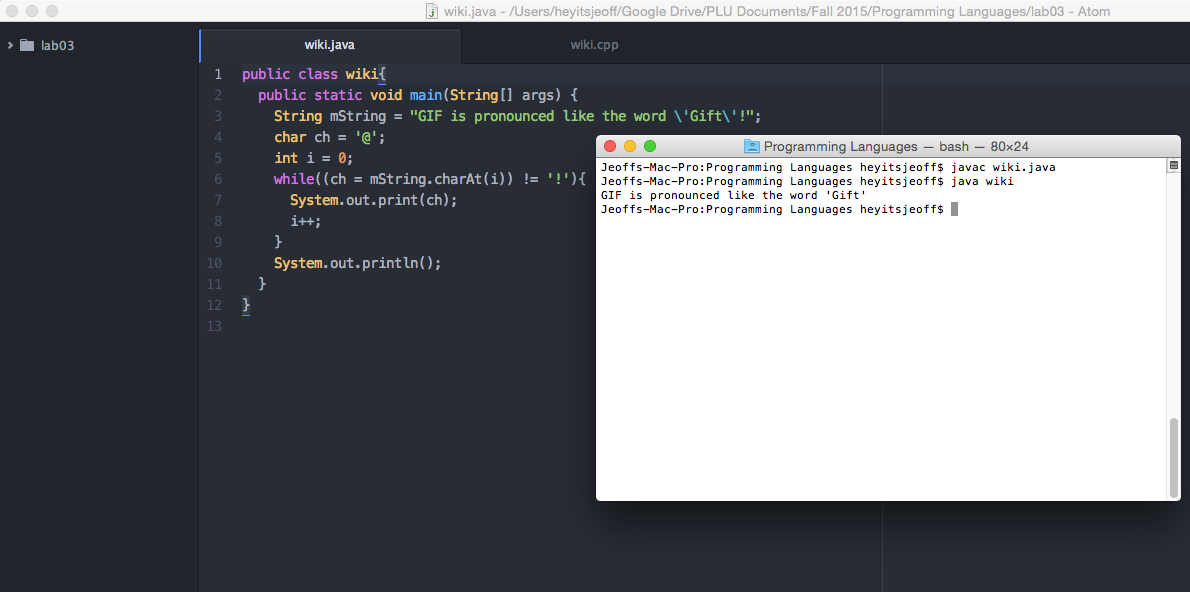 wiki.java - /Users/heyitsjeoff/Google Drive/PLU Documents/Fall 2015/Programming Languages/lab03 - Atom
lab03
wiki.java
wiki.cpp
1 public class wiki{
2 public static void main(String[] args) {
3 String mString = "GIF is pronounced like the word \'Gift\'!";
4 char ch = '@';
5 int i = 0;
6 while((ch = mString.charAt(i)) != '!'){
7 System.out.print(ch);
8 i++;
9 }
10 System.out.println();
11 }
12 }
13
Programming Languages — bash — 80×24
Jeoffs-Mac-Pro:Programming Languages heyitsjeoff$ javac wiki.java
Jeoffs-Mac-Pro:Programming Languages heyitsjeoff$ java wiki
GIF is pronounced like the word 'Gift'
Jeoffs-Mac-Pro:Programming Languages heyitsjeoff$